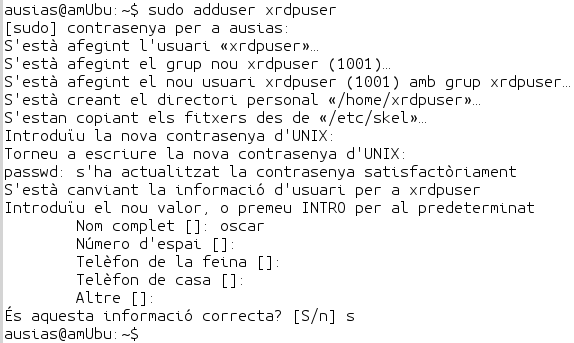 ausias@amUbu:~$ sudo adduser xrdpuser
[sudo] contrasenya per a ausias:
S'està afegint l'usuari «xrdpuser»…
S'està afegint el grup nou xrdpuser (1001)…
S'està afegint el nou usuari xrdpuser (1001) amb grup xrdpuser…
S'està creant el directori personal «/home/xrdpuser»…
S'estan copiant els fitxers des de «/etc/skel»…
Introduïu la nova contrasenya d'UNIX:
Torneu a escriure la nova contrasenya d'UNIX:
passwd: s'ha actualitzat la contrasenya satisfactòriament
S'està canviant la informació d'usuari per a xrdpuser
Introduïu el nou valor, o premeu INTRO per al predeterminat
Nom complet []: oscar
Número d'espai []:
Telèfon de la feina []:
Telèfon de casa []:
Altre []:
És aquesta informació correcta? [S/n] s
ausias@amUbu:~$